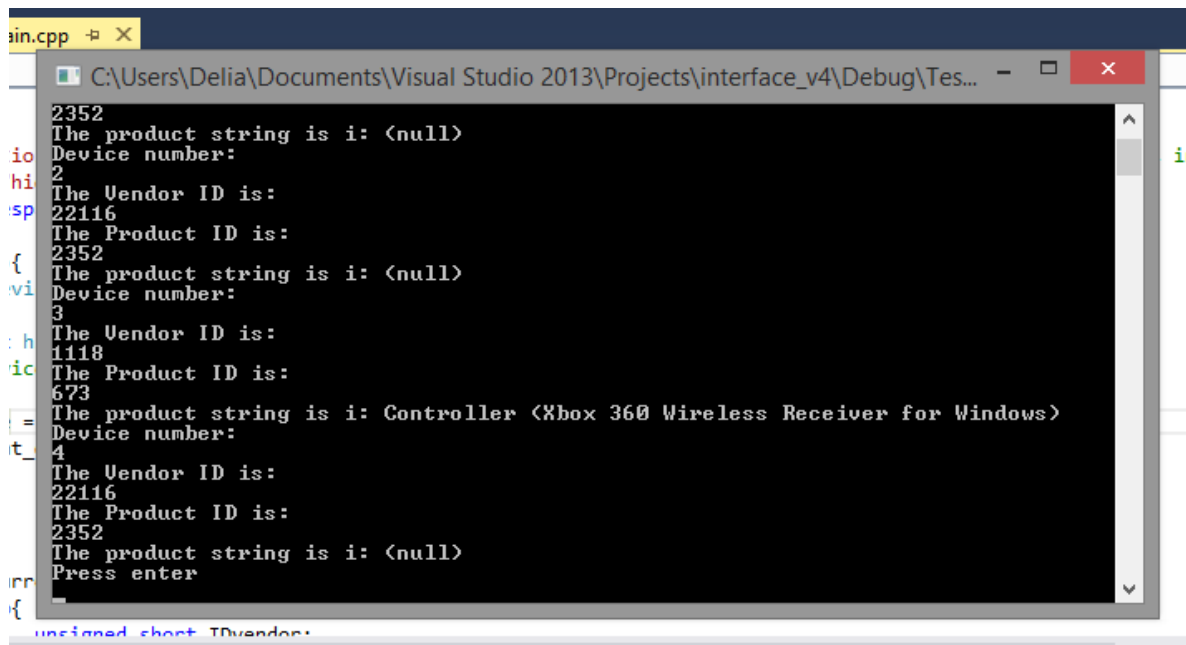 ain.cpp
C:\Users\Delia\Documents\Visual Studio 2013\Projects\interface_v4\Debug\Tes...
2352
The product string is i: (null)
Device number:
2
The Vendor ID is:
22116
The Product ID is:
2352
The product string is i: (null)
Device number:
3
The Vendor ID is:
1118
The Product ID is:
673
The product string is i: Controller (Xbox 360 Wireless Receiver for Windows)
Device number:
4
The Vendor ID is:
22116
The Product ID is:
2352
The product string is i: (null)
Press enter
unsigned short IDvendor;